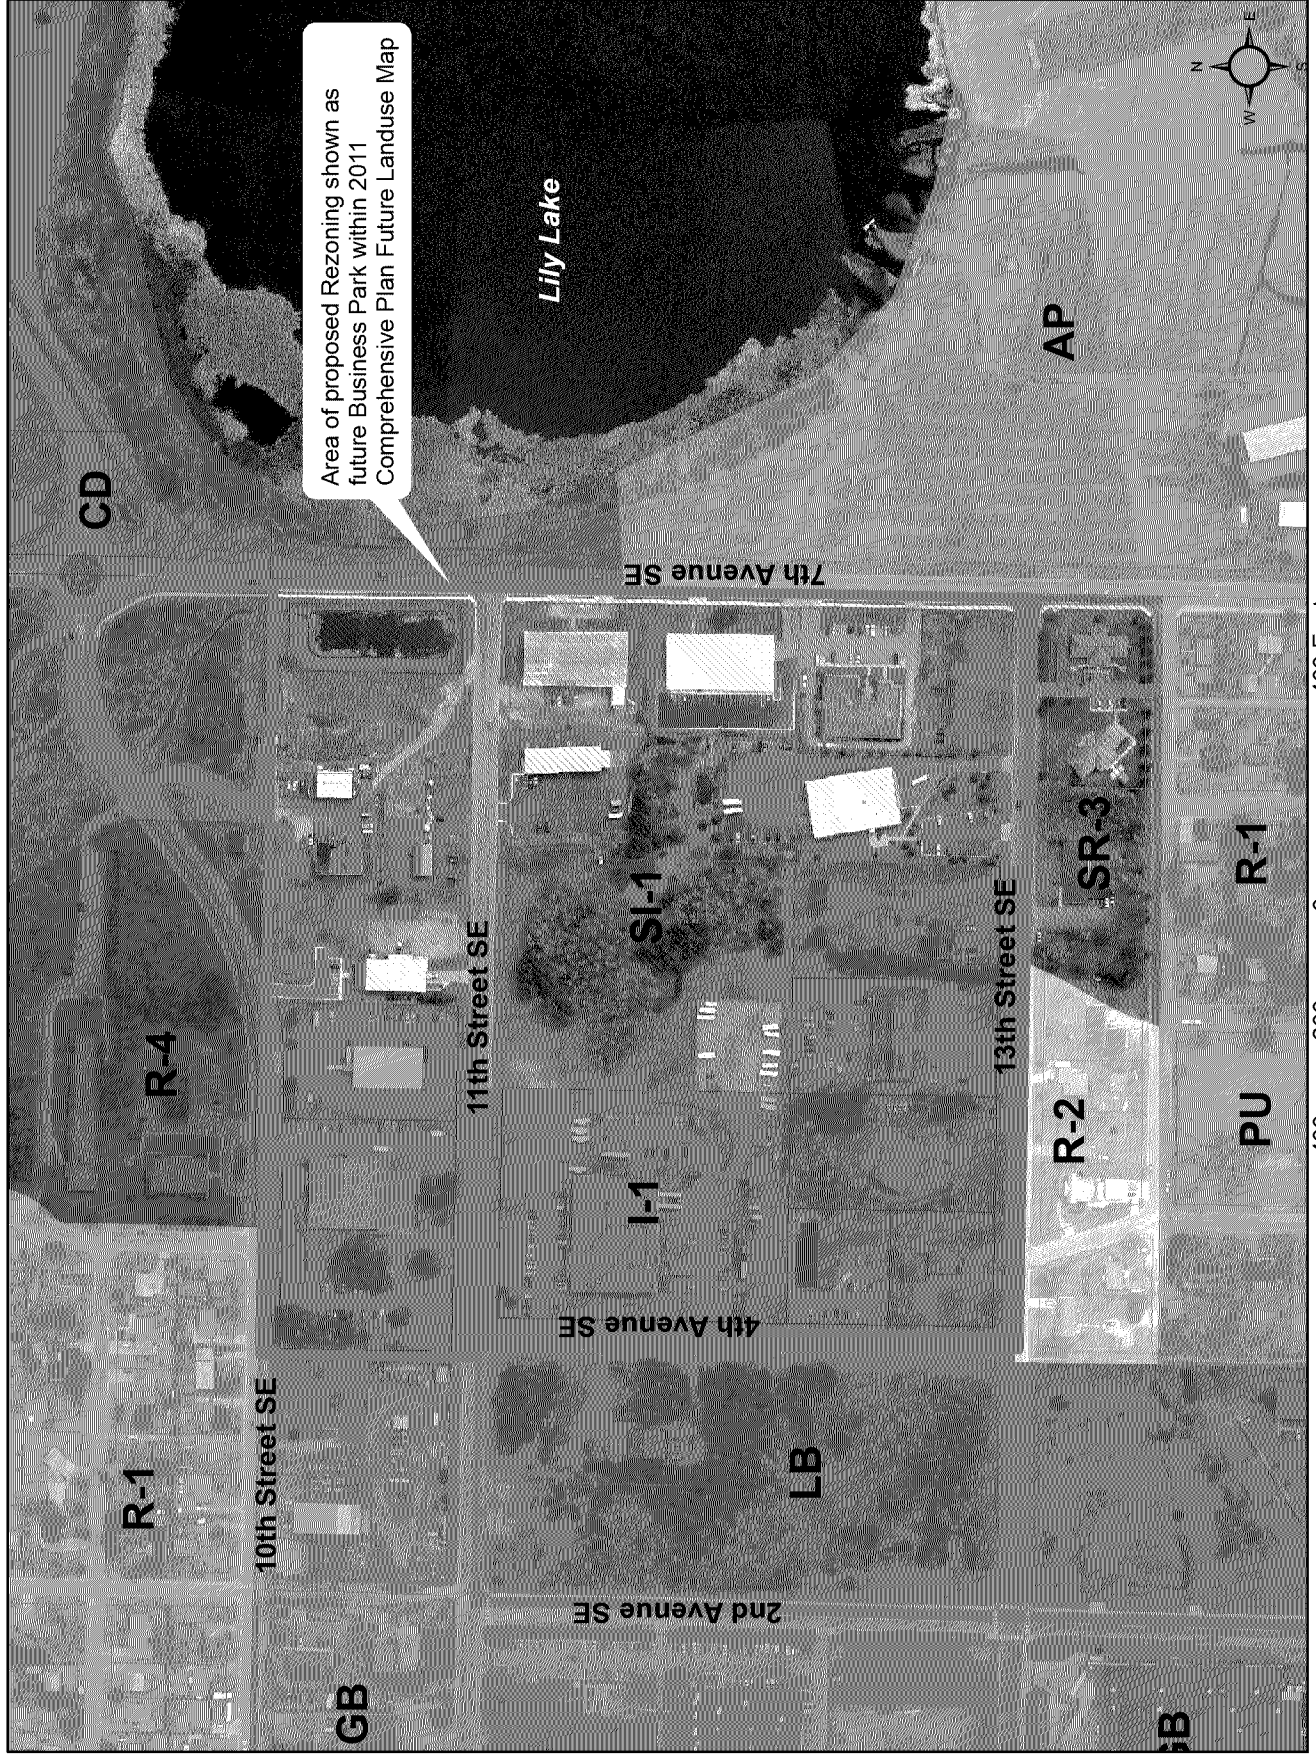 CD
Area of proposed Rezoning shown as
future Business Park within 2011
Comprehensive Plan Future Landuse Map
Lily Lake
N
E
S
W
AP
7th Avenue SE
R-4
11th Street SE
SI-1
13th Street SE
SR-3
R-1
I-1
R-2
PU
4th Avenue SE
R-1
10th Street SE
LB
2nd Avenue SE
GB